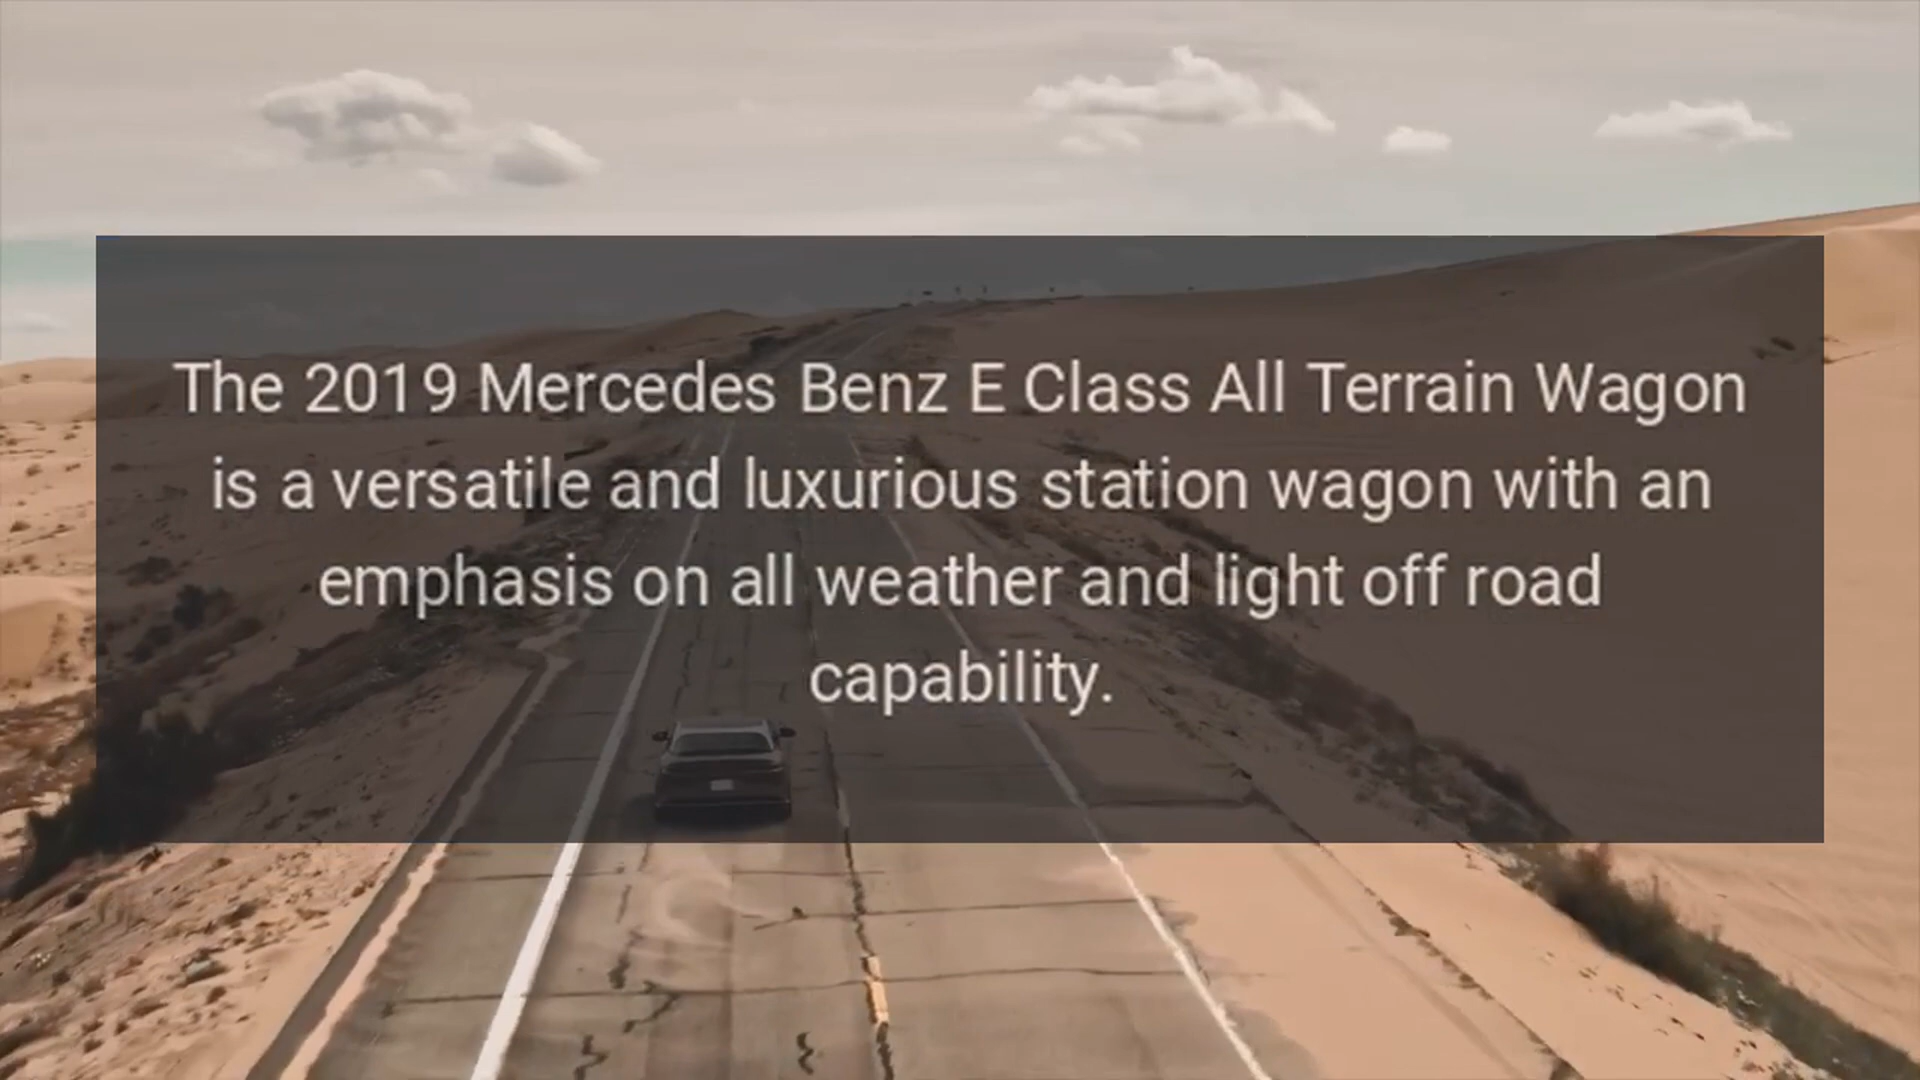 The 2019 Mercedes Benz E Class All Terrain Wagon
is a versatile and luxurious station wagon with an
emphasis on all weather and light off road
capability.